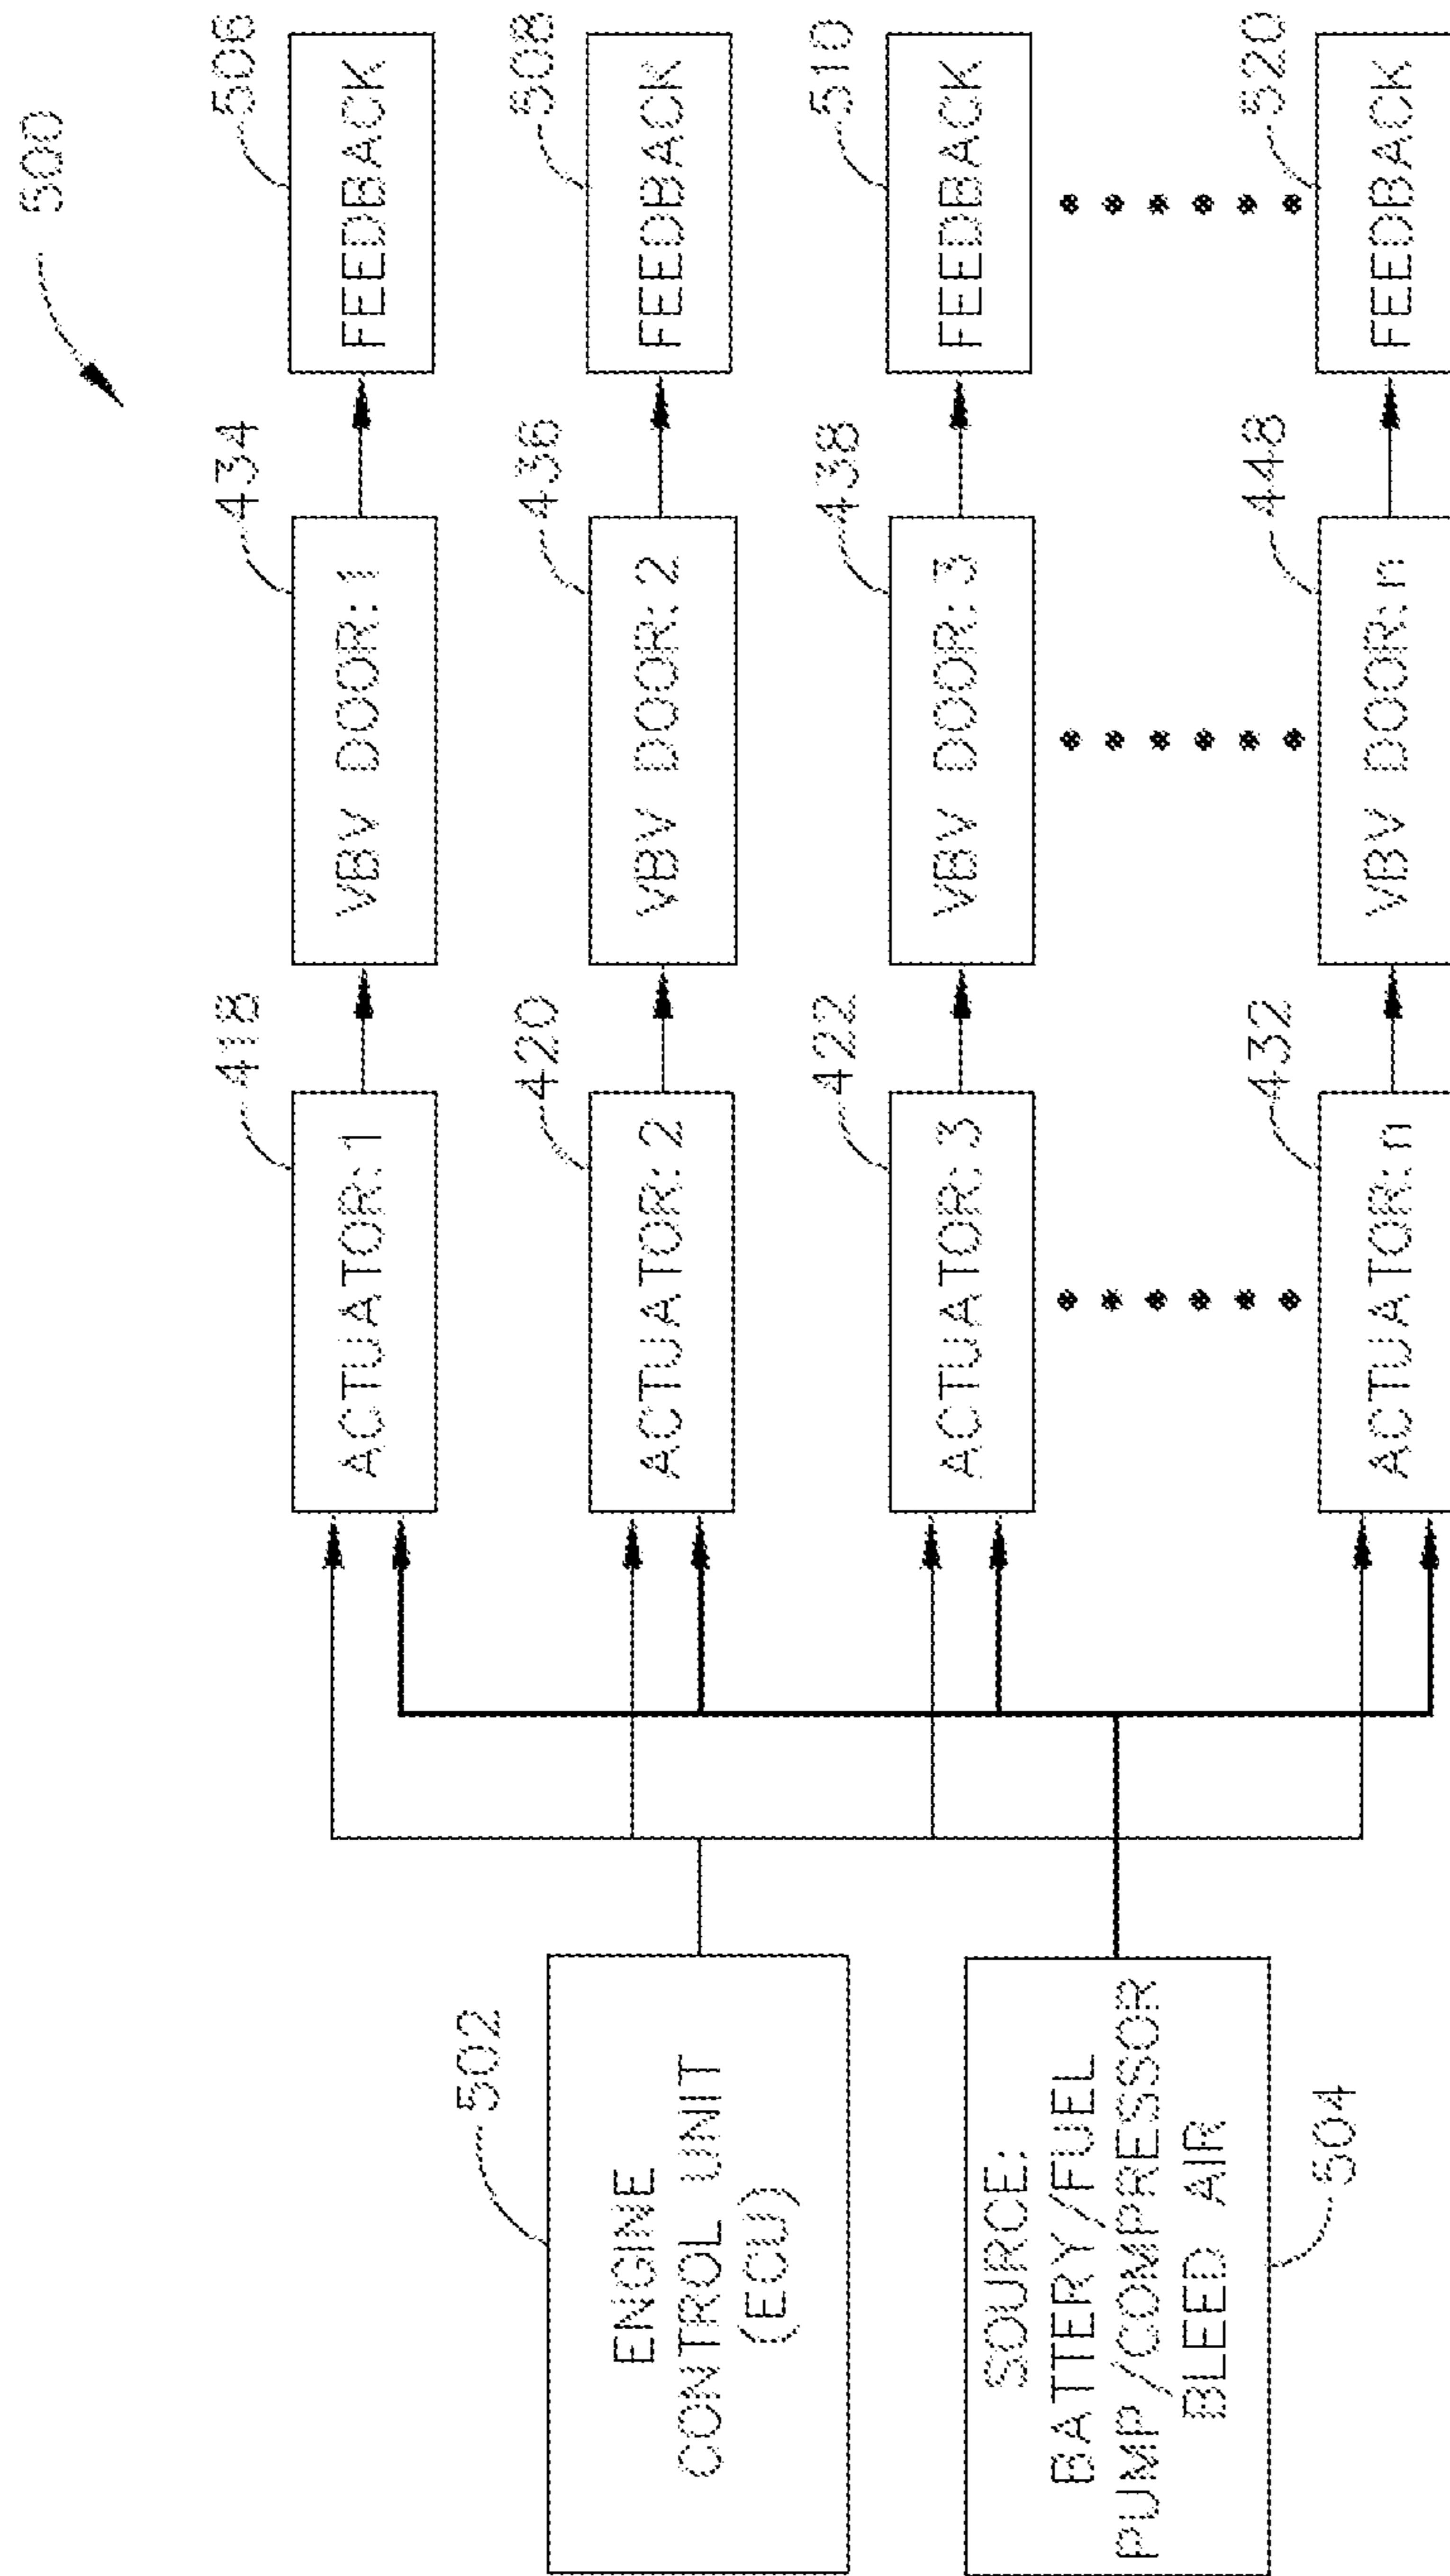 500
502
ENGINE
CONTROL UNIT
(ECU)
SOURCE:
BATTERY/FUEL
PUMP/COMPRESSOR
BLEED AIR
504
418
ACTUATOR:1
434
VBV DOOR:1
506
FEEDBACK
420
ACTUATOR:2
436
VBV DOOR:2
508
FEEDBACK
422
ACTUATOR:3
438
VBV DOOR:3
510
FEEDBACK
432
ACTUATOR:n
448
VBV DOOR:n
520
FEEDBACK